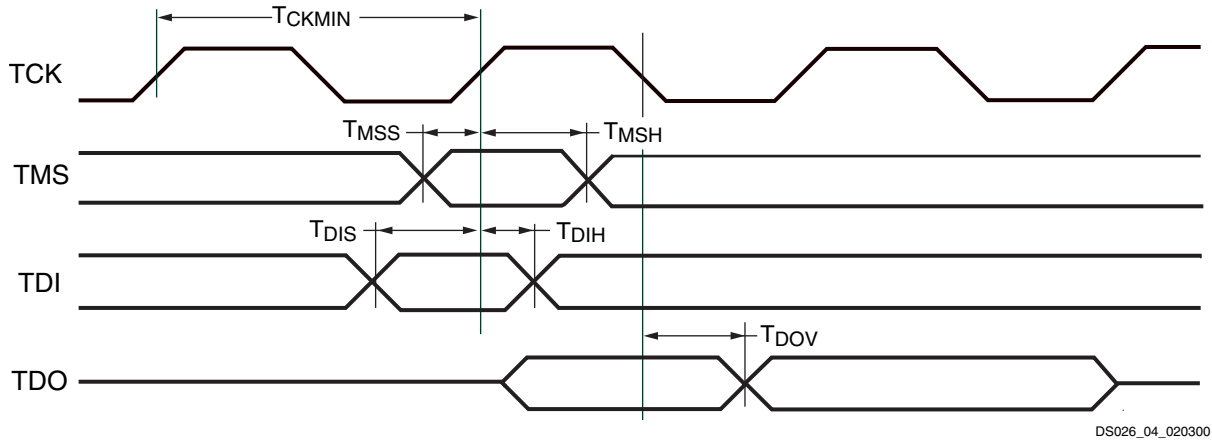 TCKMIN
TCK
TMSS
TMSH
TMS
TDIS
TDIH
TDI
TDOV
TDO
DS026_04_020300